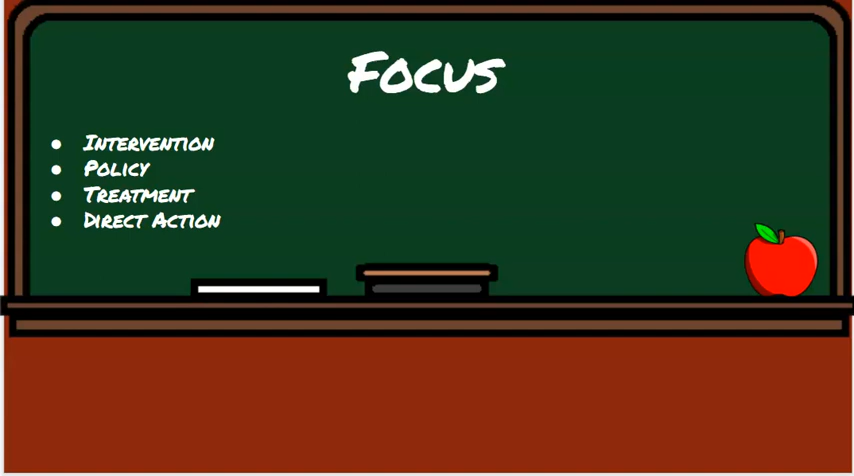 Focus
● Intervention
● Policy
● Treatment
● Direct Action